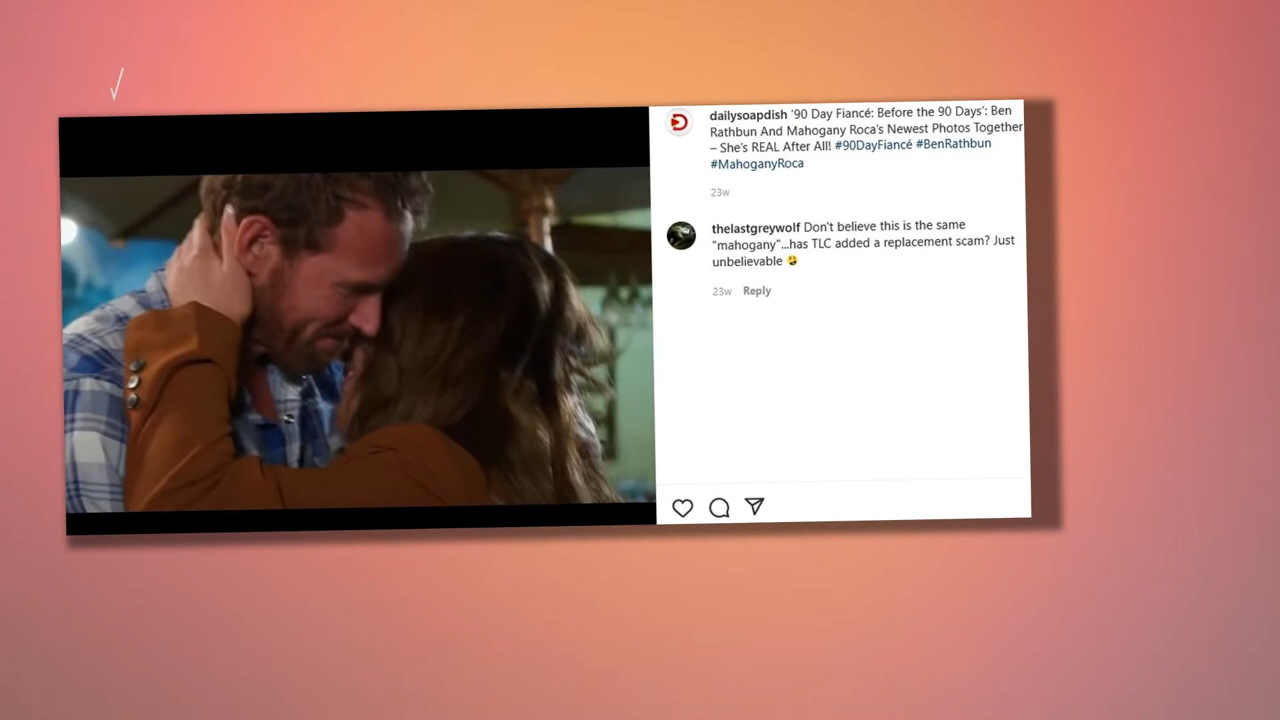 dailysoapdish '90 Day Fiancé: Before the 90 Days': Ben
Rathbun And Mahogany Roca's Newest Photos Together
– She's REAL After All! #90DayFiancé #BenRathbun
#MahoganyRoca
23w
thelastgreywolf Don't believe this is the same
"mahogany"...has TLC added a replacement scam? Just
unbelievable 😃
23w Reply